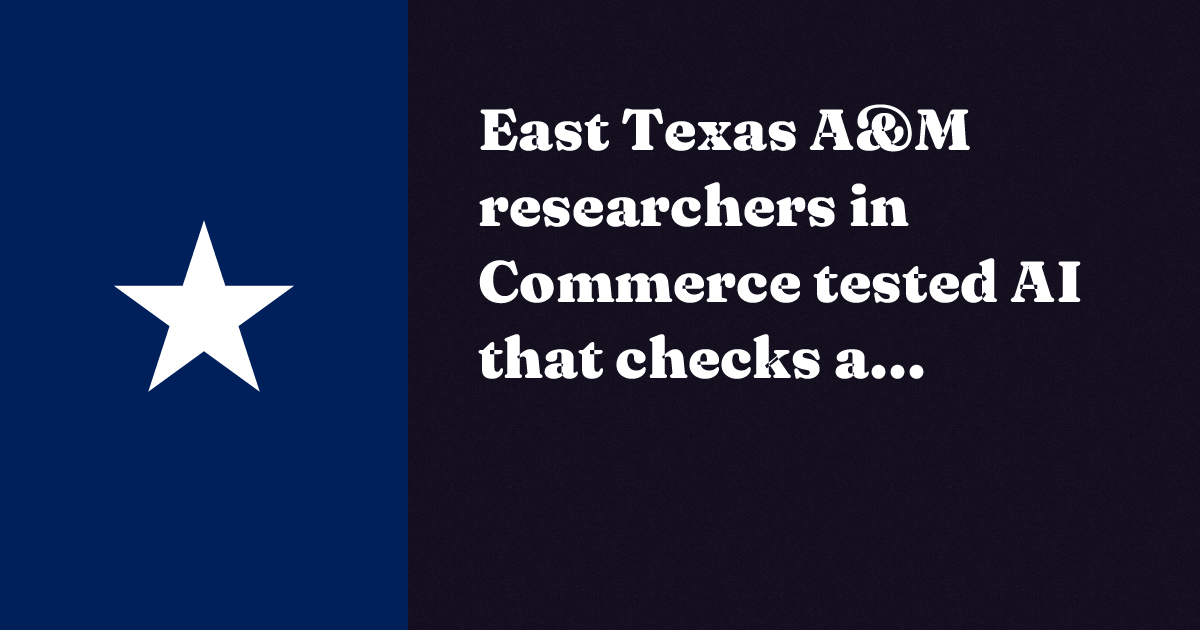 East Texas A&M
researchers in
Commerce tested AI
that checks a...